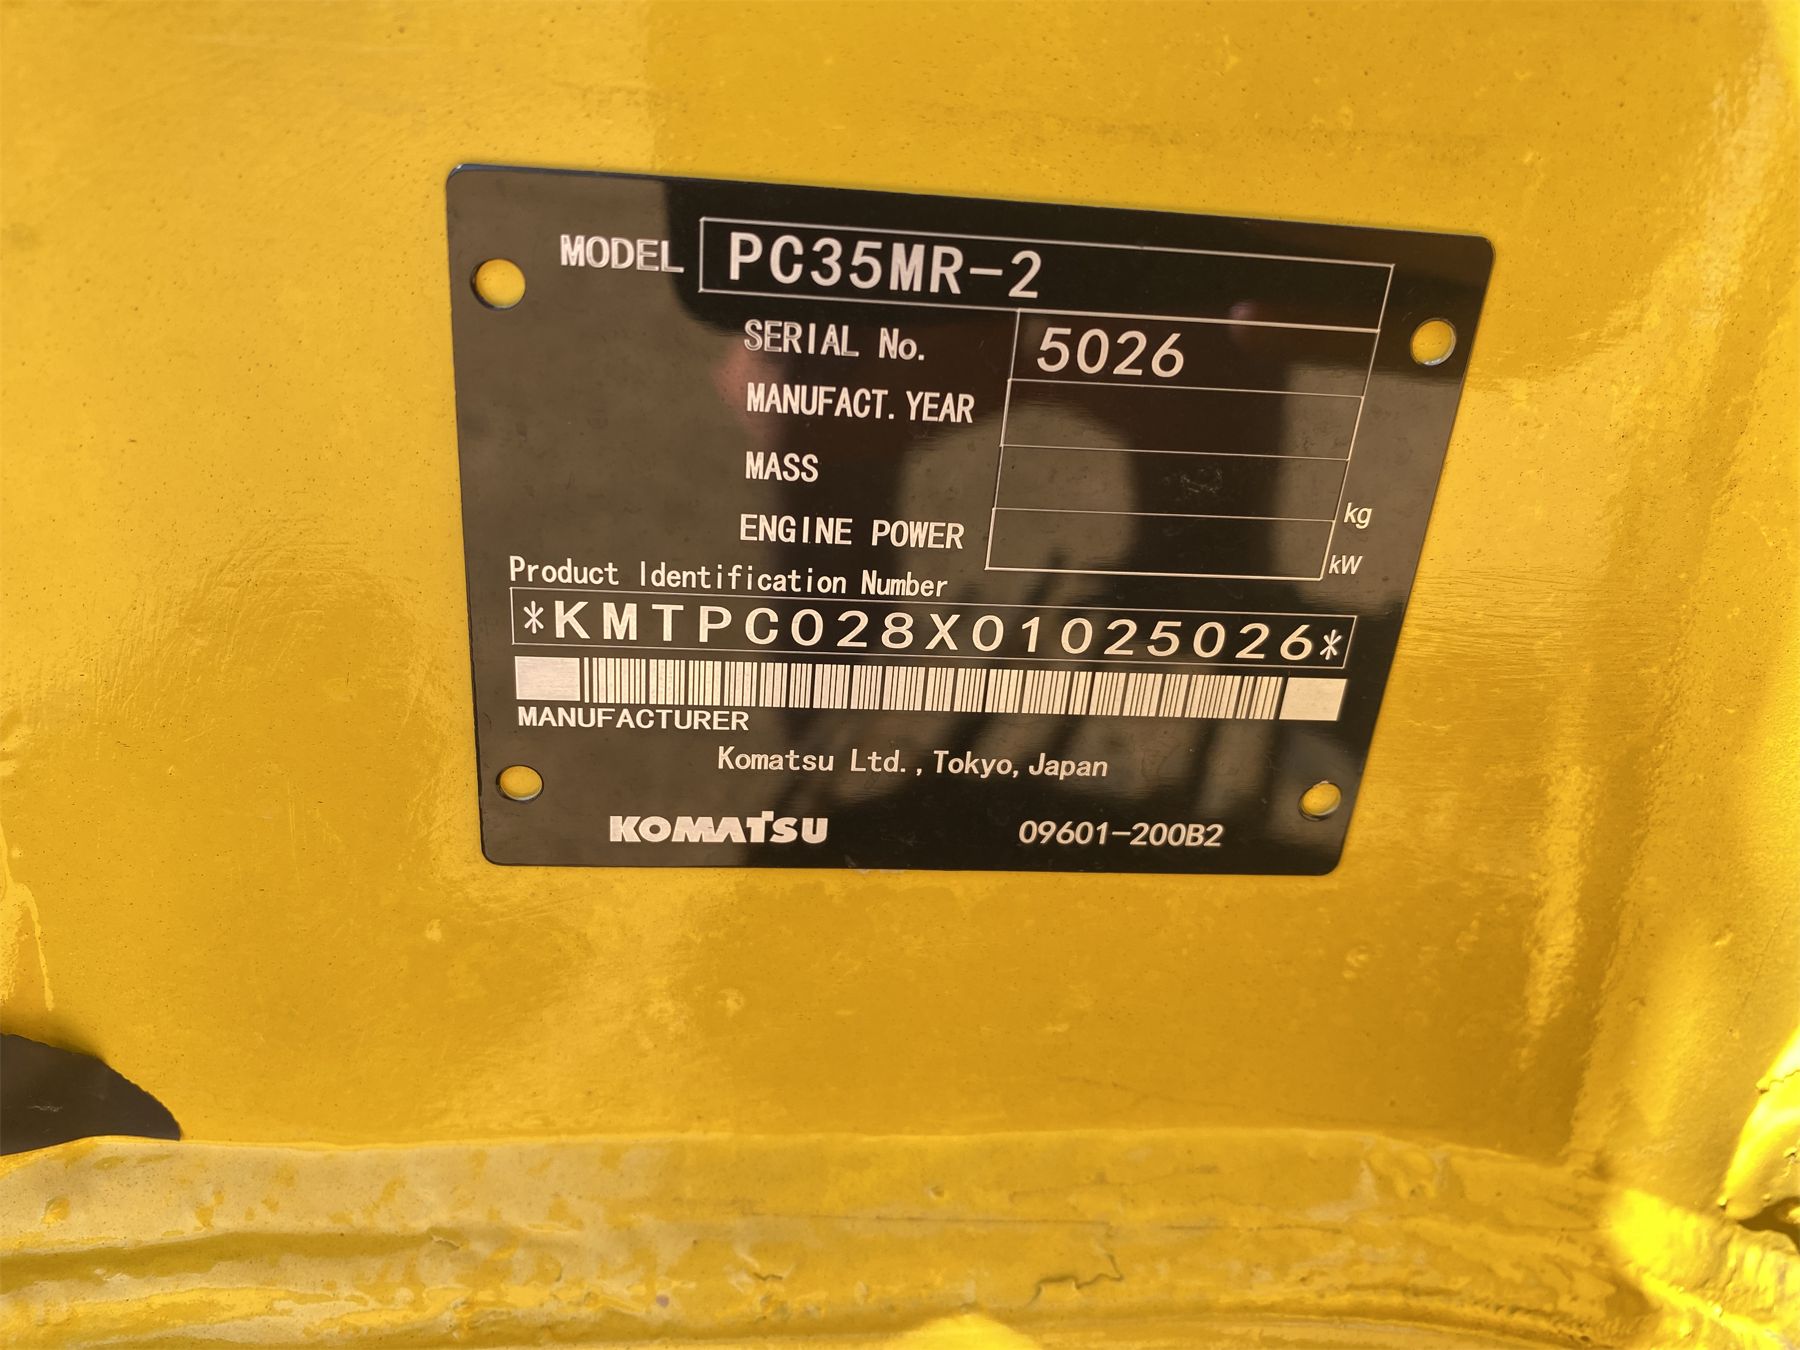 MODEL PC35MR-2
SERIAL No. 5026
MANUFACT. YEAR
MASS
kg
ENGINE POWER
kW
Product Identification Number
*KMTPC028X01025026*
MANUFACTURER
Komatsu Ltd., Tokyo, Japan
KOMATSU 09601-200B2